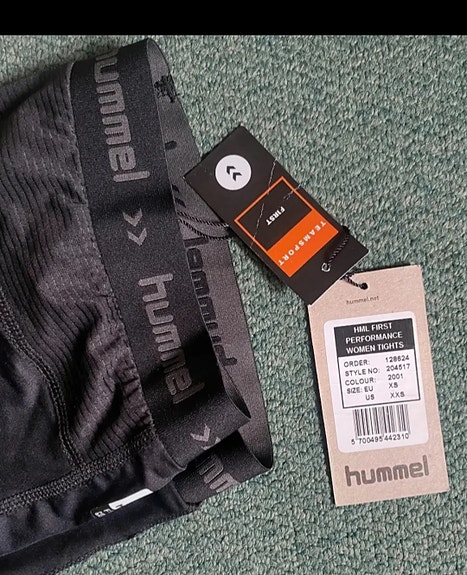 hummel
hummel
hummel
FIRST
TEAMSPORT
hummel.net
HML FIRST
PERFORMANCE
WOMEN TIGHTS
ORDER: 128624
STYLE NO: 204517
COLOUR: 2001
SIZE: EU XS
US XXS
5 700495 442310
hummel